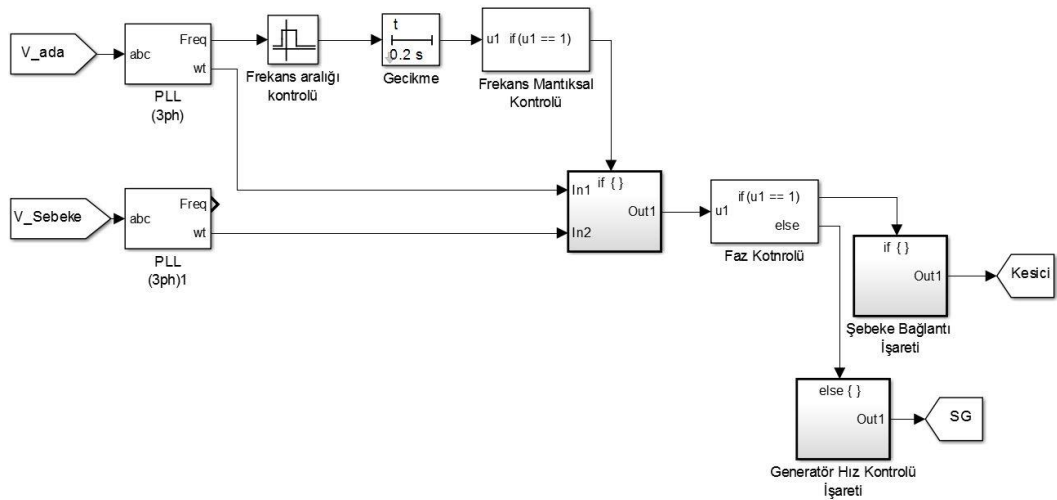 V_ada
abc
Freq
wt
PLL
(3ph)
Frekans aralığı
kontrolü
t
0.2 s
Gecikme
u1 if(u1 == 1)
Frekans Mantıksal
Kontrolü
V_Sebeke
abc
Freq
wt
PLL
(3ph)1
if { }
In1
Out1
In2
u1
if(u1 == 1)
else
Faz Kotnrolü
if { }
Out1
Şebeke Bağlantı
İşareti
Kesici
else { }
Out1
Generatör Hız Kontrolü
İşareti
SG